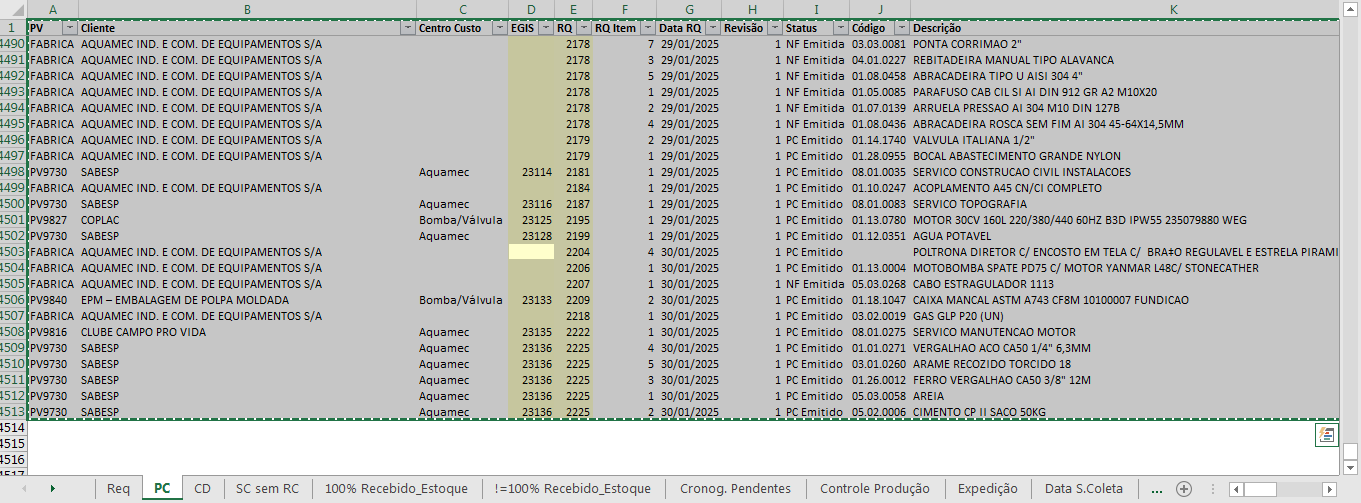 A B C D E F G H I J K
1 PV Cliente Centro Custo EGIS RQ RQ Item Data RQ Revisão Status Código Descrição
4490 FABRICA AQUAMEC IND. E COM. DE EQUIPAMENTOS S/A 2178 7 29/01/2025 1 NF Emitida 03.03.0081 PONTA CORRIMAO 2"
4491 FABRICA AQUAMEC IND. E COM. DE EQUIPAMENTOS S/A 2178 3 29/01/2025 1 NF Emitida 04.01.0227 REBITADEIRA MANUAL TIPO ALAVANCA
4492 FABRICA AQUAMEC IND. E COM. DE EQUIPAMENTOS S/A 2178 5 29/01/2025 1 NF Emitida 01.08.0458 ABRACADEIRA TIPO U AISI 304 4"
4493 FABRICA AQUAMEC IND. E COM. DE EQUIPAMENTOS S/A 2178 1 29/01/2025 1 NF Emitida 01.05.0085 PARAFUSO CAB CIL SI AI DIN 912 GR A2 M10X20
4494 FABRICA AQUAMEC IND. E COM. DE EQUIPAMENTOS S/A 2178 2 29/01/2025 1 NF Emitida 01.07.0139 ARRUELA PRESSAO AI 304 M10 DIN 127B
4495 FABRICA AQUAMEC IND. E COM. DE EQUIPAMENTOS S/A 2178 4 29/01/2025 1 NF Emitida 01.08.0436 ABRACADEIRA ROSCA SEM FIM AI 304 45-64X14,5MM
4496 FABRICA AQUAMEC IND. E COM. DE EQUIPAMENTOS S/A 2179 2 29/01/2025 1 PC Emitido 01.14.1740 VALVULA ITALIANA 1/2"
4497 FABRICA AQUAMEC IND. E COM. DE EQUIPAMENTOS S/A 2179 1 29/01/2025 1 PC Emitido 01.28.0955 BOCAL ABASTECIMENTO GRANDE NYLON
4498 PV9730 SABESP Aquamec 23114 2181 1 29/01/2025 1 PC Emitido 08.01.0035 SERVICO CONSTRUCAO CIVIL INSTALACOES
4499 FABRICA AQUAMEC IND. E COM. DE EQUIPAMENTOS S/A 2184 1 29/01/2025 1 PC Emitido 01.10.0247 ACOPLAMENTO A45 CN/CI COMPLETO
4500 PV9730 SABESP Aquamec 23116 2187 1 29/01/2025 1 PC Emitido 08.01.0083 SERVICO TOPOGRAFIA
4501 PV9827 COPLAC Bomba/Válvula 23125 2195 1 29/01/2025 1 PC Emitido 01.13.0780 MOTOR 30CV 160L 220/380/440 60HZ B3D IPW55 235079880 WEG
4502 PV9730 SABESP Aquamec 23128 2199 1 29/01/2025 1 PC Emitido 01.12.0351 AGUA POTAVEL
4503 FABRICA AQUAMEC IND. E COM. DE EQUIPAMENTOS S/A 2204 4 30/01/2025 1 PC Emitido POLTRONA DIRETOR C/ ENCOSTO EM TELA C/ BRA‡O REGULAVEL E ESTRELA PIRAMI
4504 FABRICA AQUAMEC IND. E COM. DE EQUIPAMENTOS S/A 2206 1 30/01/2025 1 PC Emitido 01.13.0004 MOTOBOMBA SPATE PD75 C/ MOTOR YANMAR L48C/ STONECATHER
4505 FABRICA AQUAMEC IND. E COM. DE EQUIPAMENTOS S/A 2207 1 30/01/2025 1 NF Emitida 05.03.0268 CABO ESTRAGULADOR 1113
4506 PV9840 EPM – EMBALAGEM DE POLPA MOLDADA Bomba/Válvula 23133 2209 2 30/01/2025 1 PC Emitido 01.18.1047 CAIXA MANCAL ASTM A743 CF8M 10100007 FUNDICAO
4507 FABRICA AQUAMEC IND. E COM. DE EQUIPAMENTOS S/A 2218 1 30/01/2025 1 PC Emitido 03.02.0019 GAS GLP P20 (UN)
4508 PV9816 CLUBE CAMPO PRO VIDA Aquamec 23135 2222 1 30/01/2025 1 PC Emitido 08.01.0275 SERVICO MANUTENCAO MOTOR
4509 PV9730 SABESP Aquamec 23136 2225 4 30/01/2025 1 PC Emitido 01.01.0271 VERGALHAO ACO CA50 1/4" 6,3MM
4510 PV9730 SABESP Aquamec 23136 2225 5 30/01/2025 1 PC Emitido 03.01.0260 ARAME RECOZIDO TORCIDO 18
4511 PV9730 SABESP Aquamec 23136 2225 3 30/01/2025 1 PC Emitido 01.26.0012 FERRO VERGALHAO CA50 3/8" 12M
4512 PV9730 SABESP Aquamec 23136 2225 1 30/01/2025 1 PC Emitido 05.03.0058 AREIA
4513 PV9730 SABESP Aquamec 23136 2225 2 30/01/2025 1 PC Emitido 05.02.0006 CIMENTO CP II SACO 50KG
4514
4515
4516
4517
Req PC CD SC sem RC 100% Recebido_Estoque !=100% Recebido_Estoque Cronog. Pendentes Controle Produção Expedição Data S.Coleta ...